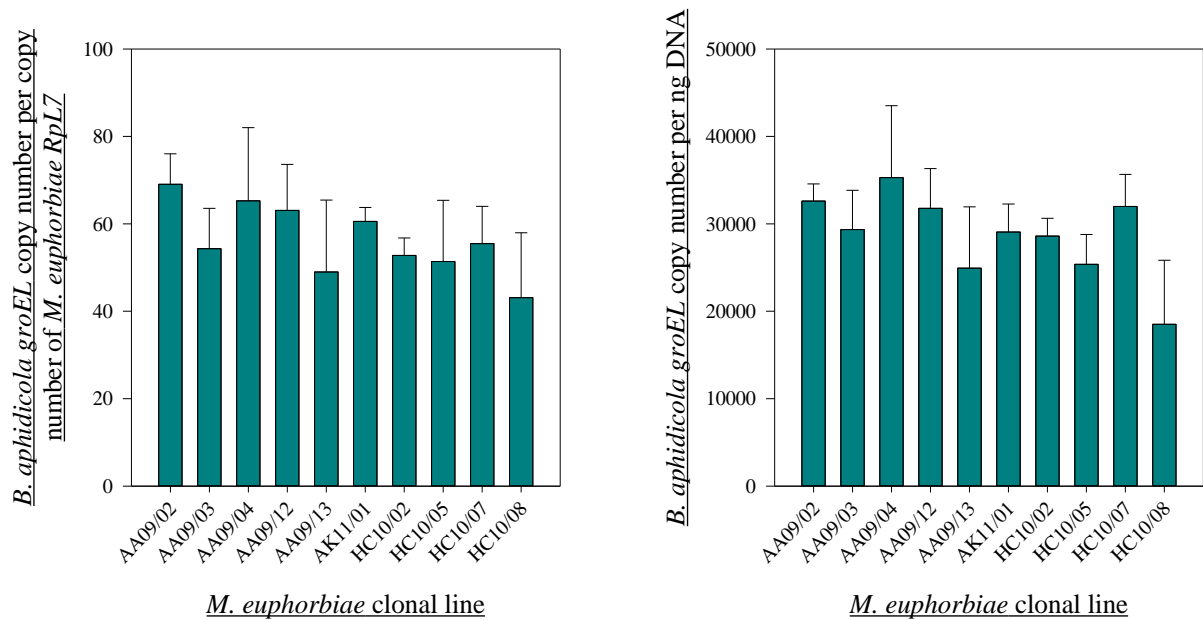 B. aphidicola groEL copy number per copy
number of M. euphorbiae RpL7
100
80
60
40
20
0
AA09/02
AA09/03
AA09/04
AA09/12
AA09/13
AK11/01
HC10/02
HC10/05
HC10/07
HC10/08
M. euphorbiae clonal line
B. aphidicola groEL copy number per ng DNA
50000
40000
30000
20000
10000
0
AA09/02
AA09/03
AA09/04
AA09/12
AA09/13
AK11/01
HC10/02
HC10/05
HC10/07
HC10/08
M. euphorbiae clonal line